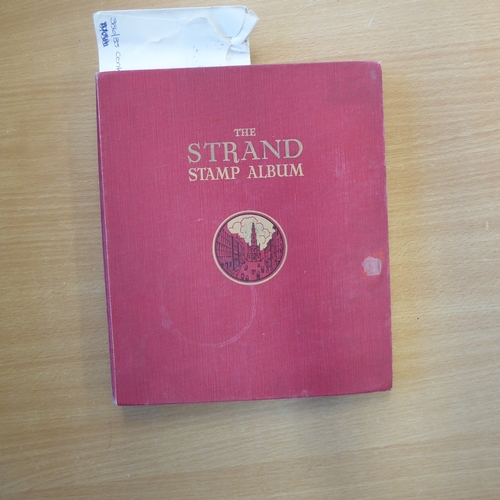 THE
STRAND
STAMP ALBUM